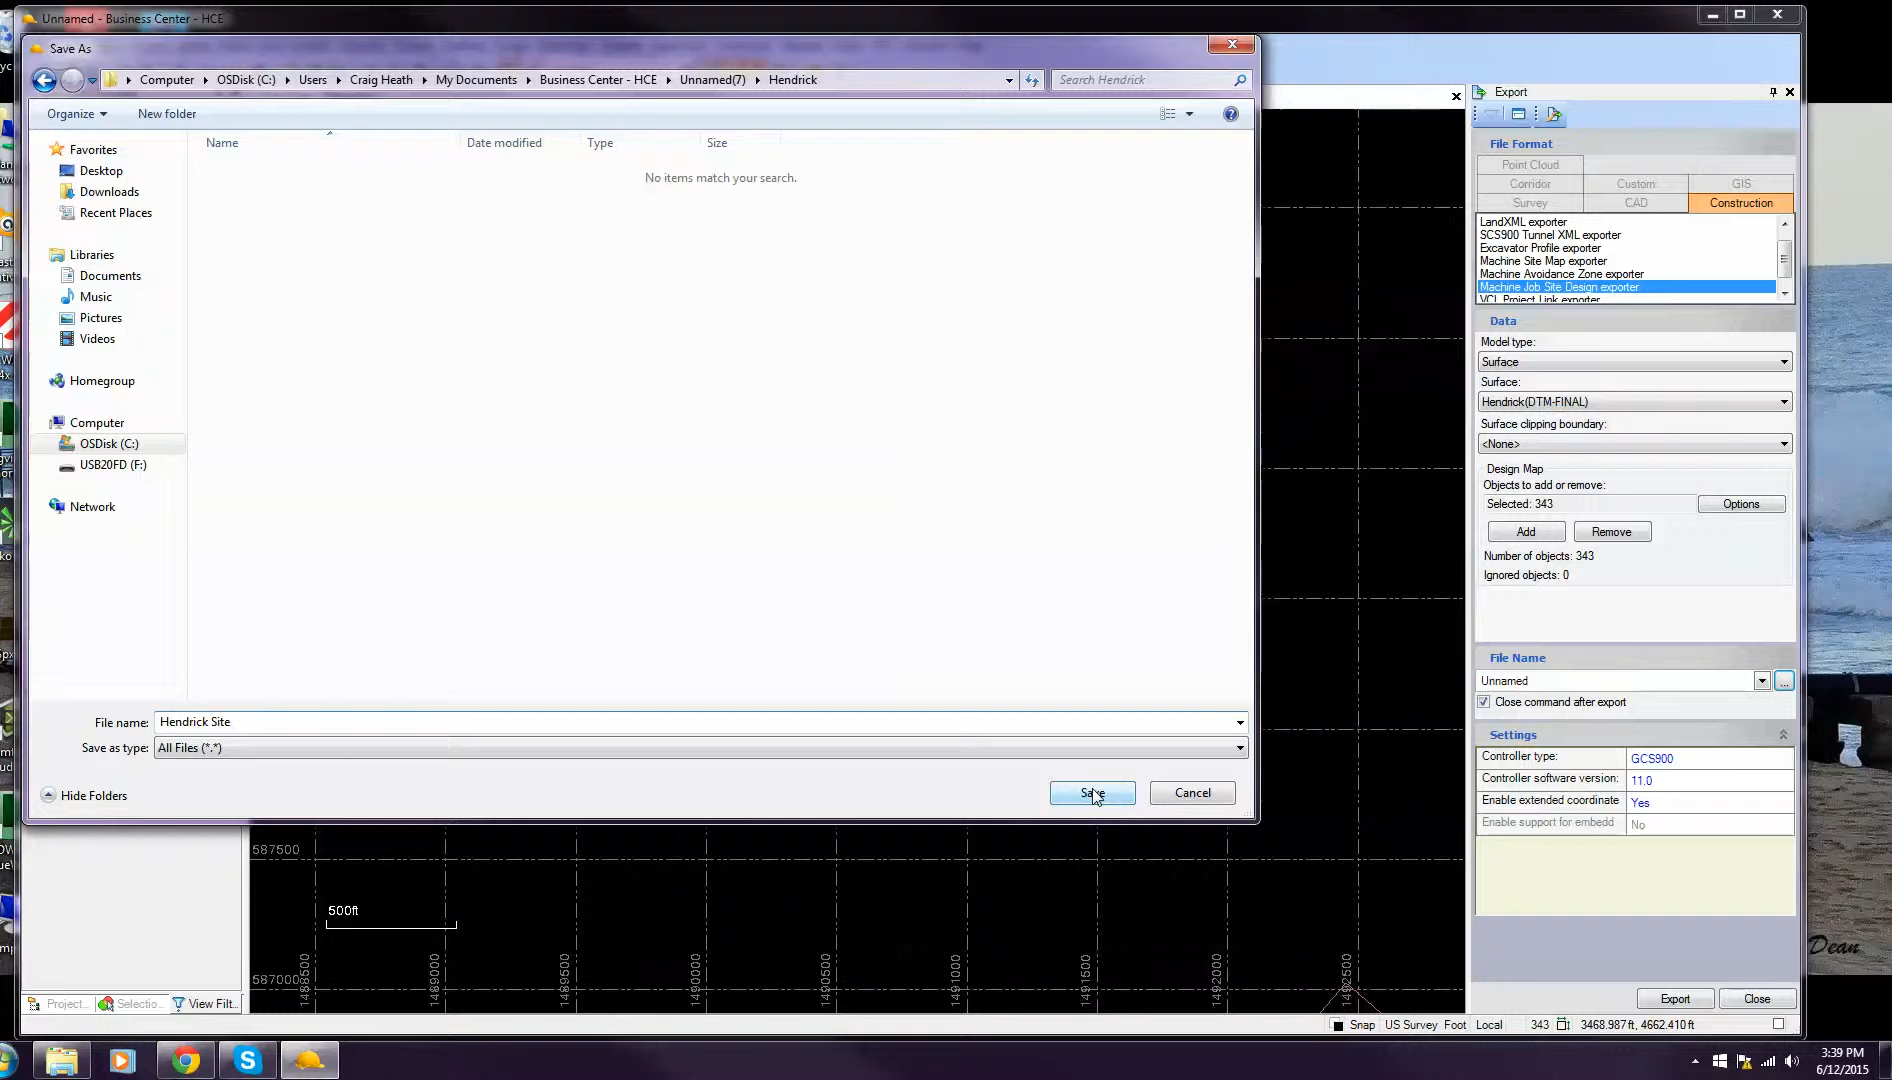 Unnamed - Business Center - HCE
Save As
Computer OSDisk (C:) Users Craig Heath My Documents Business Center - HCE Unnamed(7) Hendrick
Search Hendrick
Organize New folder
Name Date modified Type Size
No items match your search.
Favorites
Desktop
Downloads
Recent Places
Libraries
Documents
Music
Pictures
Videos
Homegroup
Computer
OSDisk (C:)
USB20FD (F:)
Network
File name: Hendrick Site
Save as type: All Files (*.*)
Hide Folders
Save Cancel
Export
File Format
Point Cloud
Corridor Custom GIS
Survey CAD Construction
LandXML exporter
SCS900 Tunnel XML exporter
Excavator Profile exporter
Machine Site Map exporter
Machine Avoidance Zone exporter
Machine Job Site Design exporter
VCL Project Link exporter
Data
Model type:
Surface
Surface:
Hendrick(DTM-FINAL)
Surface clipping boundary:
<None>
Design Map
Objects to add or remove:
Selected: 343 Options
Add Remove
Number of objects: 343
Ignored objects: 0
File Name
Unnamed ...
Close command after export
Settings
Controller type: GCS900
Controller software version: 11.0
Enable extended coordinate Yes
Enable support for embedd No
Export Close
587500
500ft
587000
488500 1489000 1489500 1490000 1490500 1491000 1491500 1492000 1492500
Project... Selectio... View Filt...
Snap US Survey Foot Local 343 3468.987 ft, 4662.410 ft
Dean
3:39 PM
6/12/2015